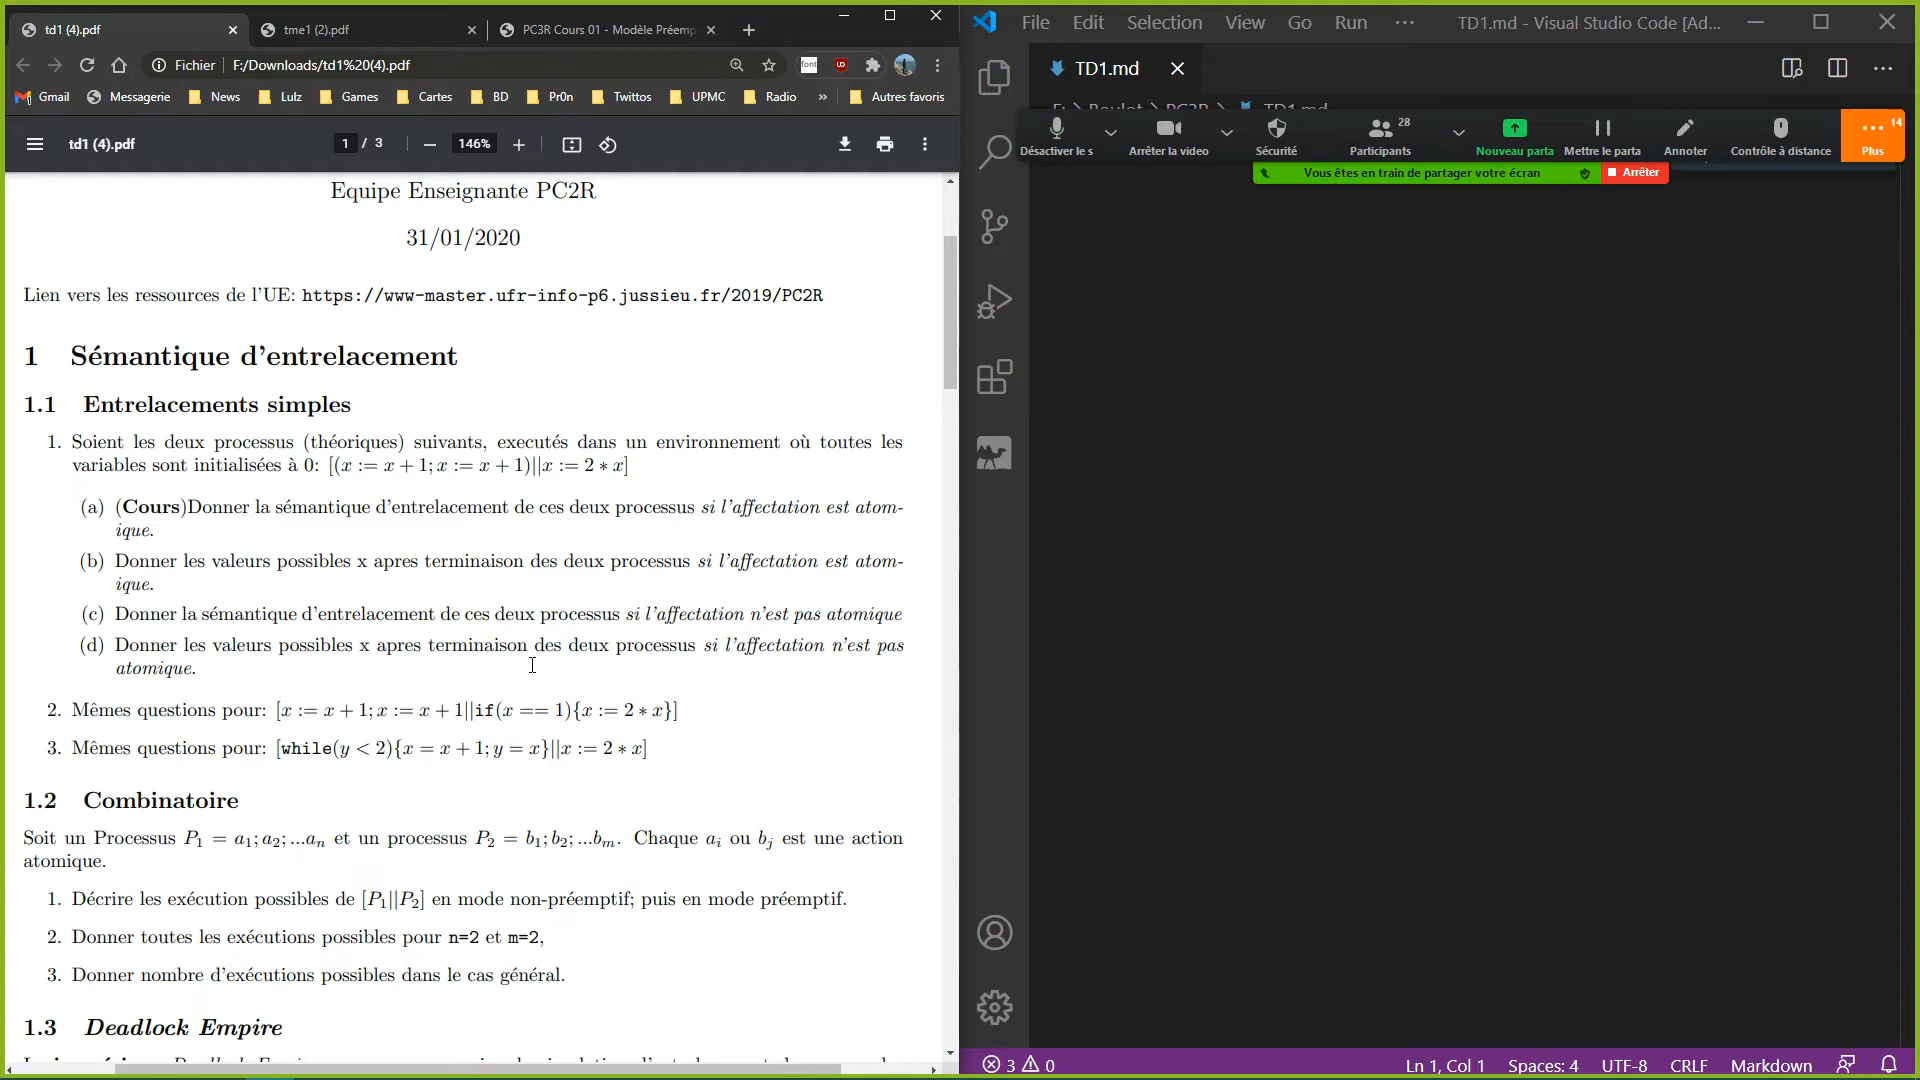 td1 (4).pdf
tme1 (2).pdf
PC3R Cours 01 - Modèle Préemp
Fichier
F:/Downloads/td1%20(4).pdf
font
Gmail
Messagerie
News
Lulz
Games
Cartes
BD
Pr0n
Twittos
UPMC
Radio
»
Autres favoris
td1 (4).pdf
1 / 3
146%
Equipe Enseignante PC2R
31/01/2020
Lien vers les ressources de l'UE: https://www-master.ufr-info-p6.jussieu.fr/2019/PC2R
1 Sémantique d'entrelacement
1.1 Entrelacements simples
1. Soient les deux processus (théoriques) suivants, executés dans un environnement où toutes les
variables sont initialisées à 0: [(x := x + 1; x := x + 1)||x := 2 ∗ x]
(a) (Cours)Donner la sémantique d'entrelacement de ces deux processus si l'affectation est atom-
ique.
(b) Donner les valeurs possibles x apres terminaison des deux processus si l'affectation est atom-
ique.
(c) Donner la sémantique d'entrelacement de ces deux processus si l'affectation n'est pas atomique
(d) Donner les valeurs possibles x apres terminaison des deux processus si l'affectation n'est pas
atomique.
2. Mêmes questions pour: [x := x + 1; x := x + 1||if(x == 1){x := 2 ∗ x}]
3. Mêmes questions pour: [while(y < 2){x = x + 1; y = x}||x := 2 ∗ x]
1.2 Combinatoire
Soit un Processus P1 = a1; a2; ...an et un processus P2 = b1; b2; ...bm. Chaque ai ou bj est une action
atomique.
1. Décrire les exécution possibles de [P1||P2] en mode non-préemptif; puis en mode préemptif.
2. Donner toutes les exécutions possibles pour n=2 et m=2,
3. Donner nombre d'exécutions possibles dans le cas général.
1.3 Deadlock Empire
File Edit Selection View Go Run ···
TD1.md - Visual Studio Code [Ad...
TD1.md
Désactiver le s
Arrêter la video
Sécurité
28
Participants
Nouveau parta
Mettre le parta
Annoter
Contrôle à distance
14
Plus
Vous êtes en train de partager votre écran
Arrêter
3 0
Ln 1, Col 1
Spaces: 4
UTF-8
CRLF
Markdown